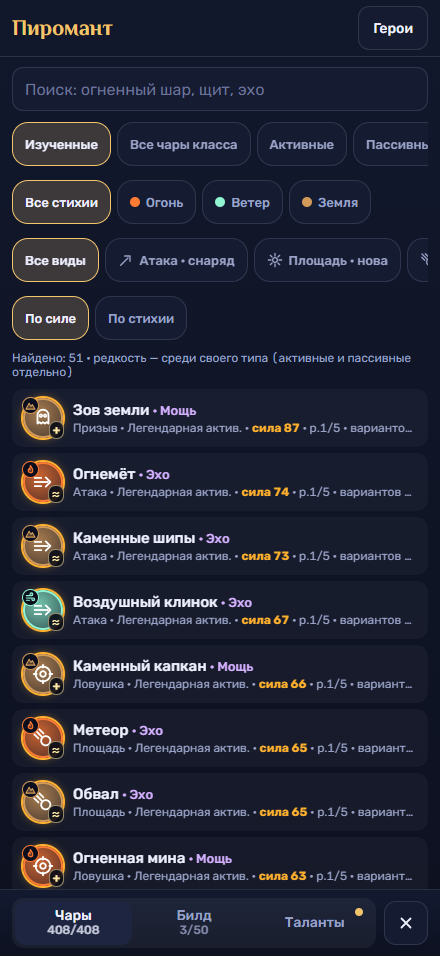 Пиромант
Герои
Поиск: огненный шар, щит, эхо
Изученные
Все чары класса
Активные
Пассивнь
Все стихии
Огонь
Ветер
Земля
Все виды
Атака • снаряд
Площадь • нова
По силе
По стихии
Найдено: 51 • редкость — среди своего типа (активные и пассивные
отдельно)
Зов земли • Мощь
Призыв • Легендарная актив. • сила 87 • р.1/5 • варианто...
Огнемёт • Эхо
Атака • Легендарная актив. • сила 74 • р.1/5 • вариантов ...
Каменные шипы • Эхо
Атака • Легендарная актив. • сила 73 • р.1/5 • вариантов ...
Воздушный клинок • Эхо
Атака • Легендарная актив. • сила 67 • р.1/5 • вариантов ...
Каменный капкан • Мощь
Ловушка • Легендарная актив. • сила 66 • р.1/5 • вариант...
Метеор • Эхо
Площадь • Легендарная актив. • сила 65 • р.1/5 • вариант...
Обвал • Эхо
Площадь • Легендарная актив. • сила 65 • р.1/5 • вариант...
Огненная мина • Мощь
Ловушка • Легендарная актив. • сила 63 • р.1/5 • вариант...
Чары
408/408
Билд
3/50
Таланты